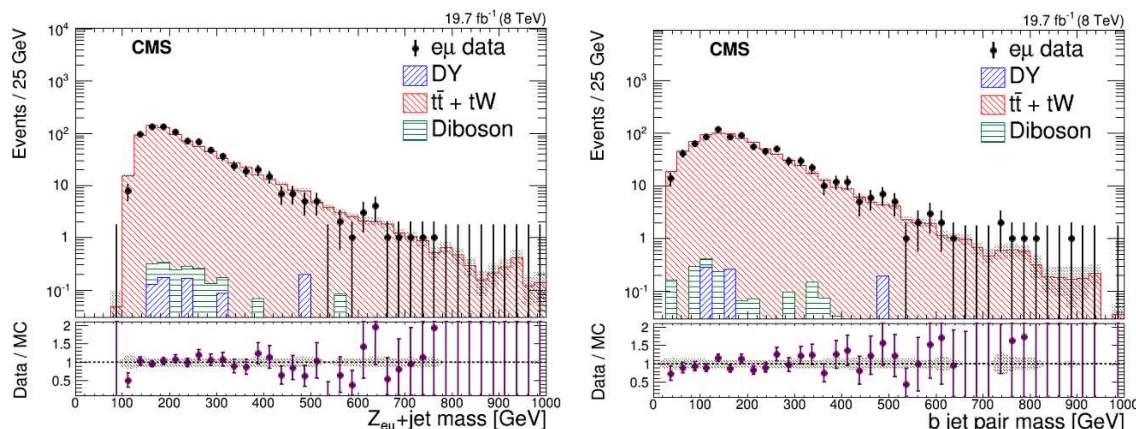 19.7 fb⁻¹ (8 TeV)
Events / 25 GeV
10⁴
10³
10²
10
1
10⁻¹
CMS
eμ data
DY
tt̄ + tW
Diboson
Data / MC
2
1.5
1
0.5
0 100 200 300 400 500 600 700 800 900 1000
Z_eμ+jet mass [GeV]
19.7 fb⁻¹ (8 TeV)
Events / 25 GeV
10³
10²
10
1
10⁻¹
CMS
eμ data
DY
tt̄ + tW
Diboson
Data / MC
2
1.5
1
0.5
0 100 200 300 400 500 600 700 800 900 1000
b jet pair mass [GeV]